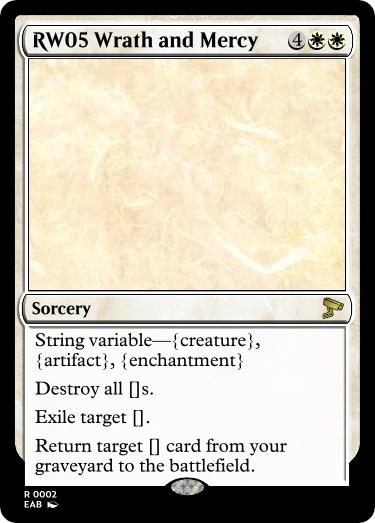 RW05 Wrath and Mercy 4
Sorcery
String variable—{creature},
{artifact}, {enchantment}
Destroy all []s.
Exile target [].
Return target [] card from your
graveyard to the battlefield.
R 0002
EAB